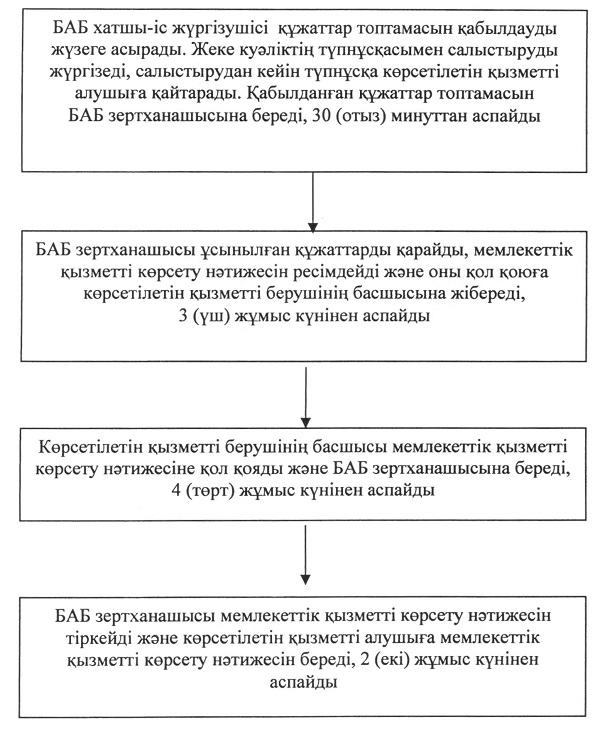 БАБ хатшы-іс жүргізушісі құжаттар топтамасын қабылдауды
жүзеге асырады. Жеке куәліктің түпнұсқасымен салыстыруды
жүргізеді, салыстырудан кейін түпнұсқа көрсетілетін қызметті
алушыға қайтарады. Қабылданған құжаттар топтамасын
БАБ зертханашысына береді, 30 (отыз) минуттан аспайды
БАБ зертханашысы ұсынылған құжаттарды қарайды, мемлекеттік
қызметті көрсету нәтижесін ресімдейді және оны қол қоюға
көрсетілетін қызметті берушінің басшысына жібереді,
3 (үш) жұмыс күнінен аспайды
Көрсетілетін қызметті берушінің басшысы мемлекеттік қызметті
көрсету нәтижесіне қол қояды және БАБ зертханашысына береді,
4 (төрт) жұмыс күнінен аспайды
БАБ зертханашысы мемлекеттік қызметті көрсету нәтижесін
тіркейді және көрсетілетін қызметті алушыға мемлекеттік
қызметті көрсету нәтижесін береді, 2 (екі) жұмыс күнінен
аспайды